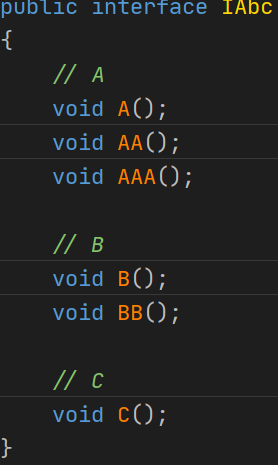 public interface IAbc
{
    // A
    void A();
    void AA();
    void AAA();

    // B
    void B();
    void BB();

    // C
    void C();
}